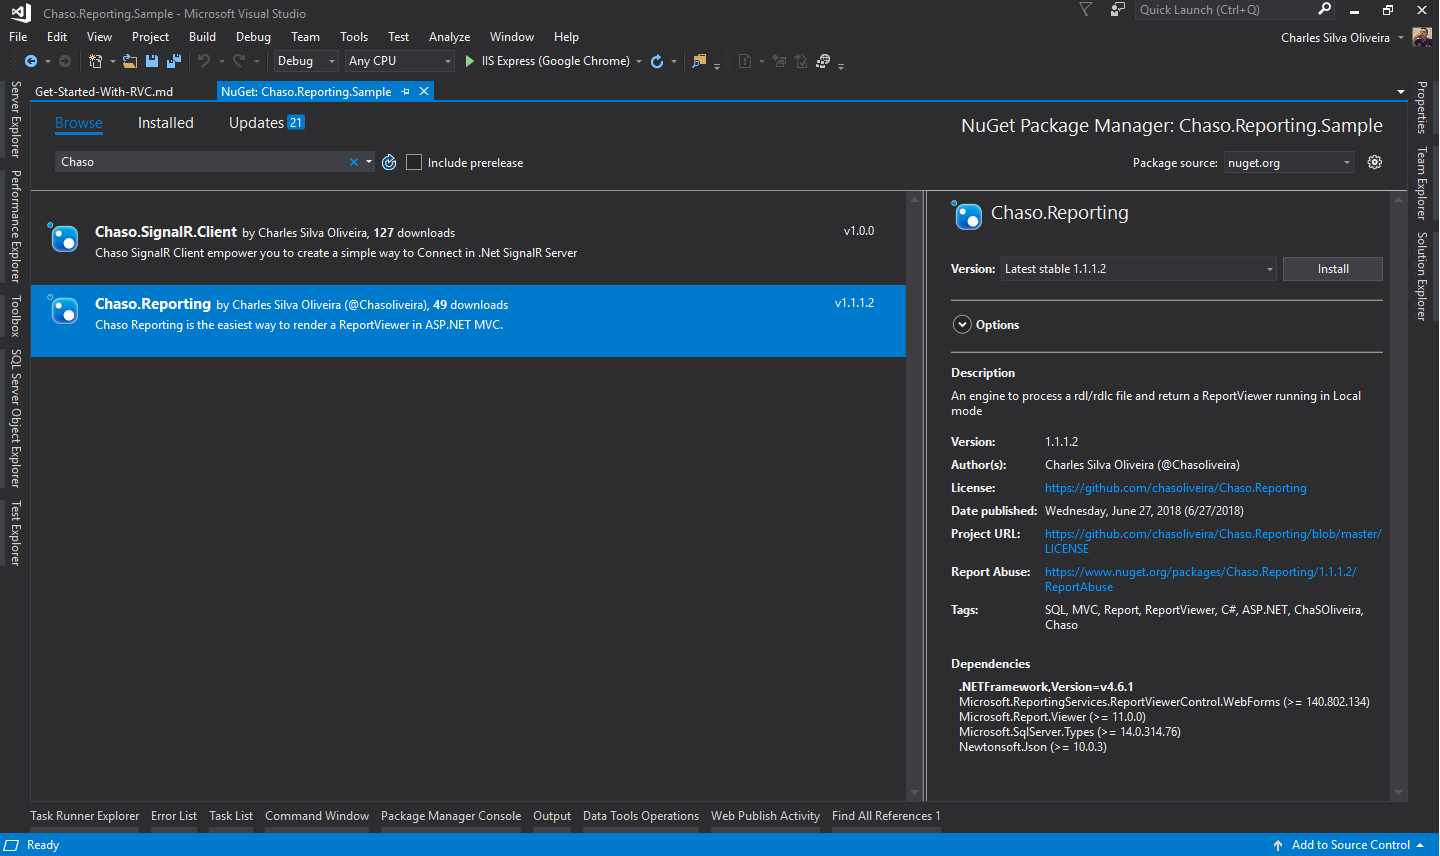 Chaso.Reporting.Sample - Microsoft Visual Studio
Quick Launch (Ctrl+Q)
File Edit View Project Build Debug Team Tools Test Analyze Window Help
Charles Silva Oliveira
Debug Any CPU IIS Express (Google Chrome)
Get-Started-With-RVC.md NuGet: Chaso.Reporting.Sample
Server Explorer
Performance Explorer
Toolbox
SQL Server Object Explorer
Test Explorer
Browse Installed Updates 21
NuGet Package Manager: Chaso.Reporting.Sample
Chaso
Include prerelease
Package source: nuget.org
Chaso.SignalR.Client by Charles Silva Oliveira, 127 downloads v1.0.0
Chaso SignalR Client empower you to create a simple way to Connect in .Net SignalR Server
Chaso.Reporting by Charles Silva Oliveira (@Chasoliveira), 49 downloads v1.1.1.2
Chaso Reporting is the easiest way to render a ReportViewer in ASP.NET MVC.
Chaso.Reporting
Version: Latest stable 1.1.1.2 Install
Options
Description
An engine to process a rdl/rdlc file and return a ReportViewer running in Local
mode
Version: 1.1.1.2
Author(s): Charles Silva Oliveira (@Chasoliveira)
License: https://github.com/chasoliveira/Chaso.Reporting
Date published: Wednesday, June 27, 2018 (6/27/2018)
Project URL: https://github.com/chasoliveira/Chaso.Reporting/blob/master/
LICENSE
Report Abuse: https://www.nuget.org/packages/Chaso.Reporting/1.1.1.2/
ReportAbuse
Tags: SQL, MVC, Report, ReportViewer, C#, ASP.NET, ChaSOliveira,
Chaso
Dependencies
.NETFramework,Version=v4.6.1
Microsoft.ReportingServices.ReportViewerControl.WebForms (>= 140.802.134)
Microsoft.Report.Viewer (>= 11.0.0)
Microsoft.SqlServer.Types (>= 14.0.314.76)
Newtonsoft.Json (>= 10.0.3)
Properties
Team Explorer
Solution Explorer
Task Runner Explorer Error List Task List Command Window Package Manager Console Output Data Tools Operations Web Publish Activity Find All References 1
Ready
Add to Source Control